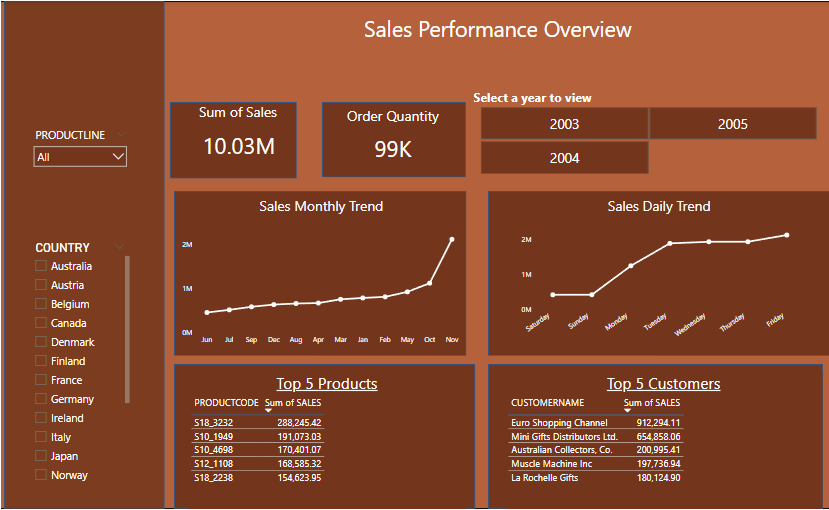 Sales Performance Overview
PRODUCTLINE
All
COUNTRY
Australia
Austria
Belgium
Canada
Denmark
Finland
France
Germany
Ireland
Italy
Japan
Norway
Sum of Sales
10.03M
Order Quantity
99K
Select a year to view
2003
2005
2004
Sales Monthly Trend
2M
1M
0M
Jun Jul Sep Dec Aug Apr Mar Jan Feb May Oct Nov
Sales Daily Trend
2M
1M
0M
Saturday Sunday Monday Tuesday Wednesday Thursday Friday
Top 5 Products
PRODUCTCODE Sum of SALES
S18_3232 288,245.42
S10_1949 191,073.03
S10_4698 170,401.07
S12_1108 168,585.32
S18_2238 154,623.95
Top 5 Customers
CUSTOMERNAME Sum of SALES
Euro Shopping Channel 912,294.11
Mini Gifts Distributors Ltd. 654,858.06
Australian Collectors, Co. 200,995.41
Muscle Machine Inc 197,736.94
La Rochelle Gifts 180,124.90